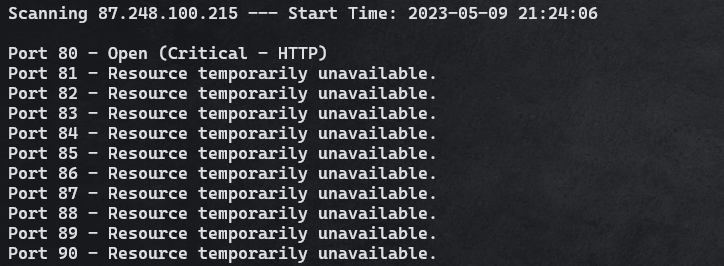 Scanning 87.248.100.215 --- Start Time: 2023-05-09 21:24:06
Port 80 - Open (Critical - HTTP)
Port 81 - Resource temporarily unavailable.
Port 82 - Resource temporarily unavailable.
Port 83 - Resource temporarily unavailable.
Port 84 - Resource temporarily unavailable.
Port 85 - Resource temporarily unavailable.
Port 86 - Resource temporarily unavailable.
Port 87 - Resource temporarily unavailable.
Port 88 - Resource temporarily unavailable.
Port 89 - Resource temporarily unavailable.
Port 90 - Resource temporarily unavailable.